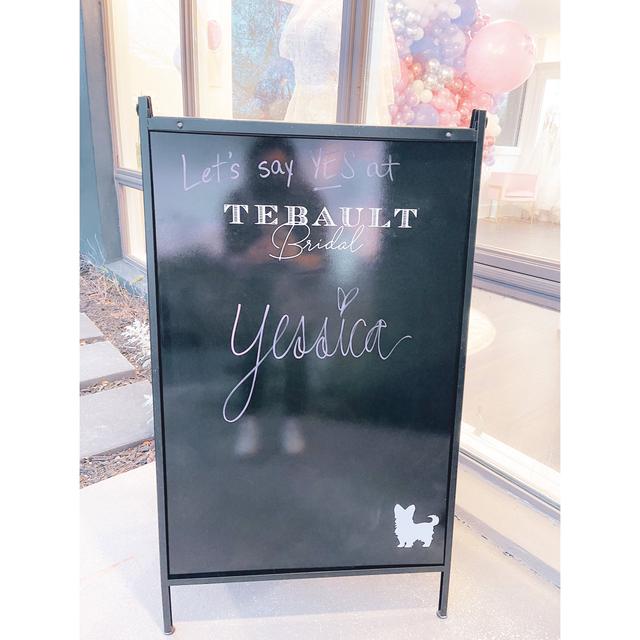 Let's say YES at
TEBAULT
Bridal
yessica